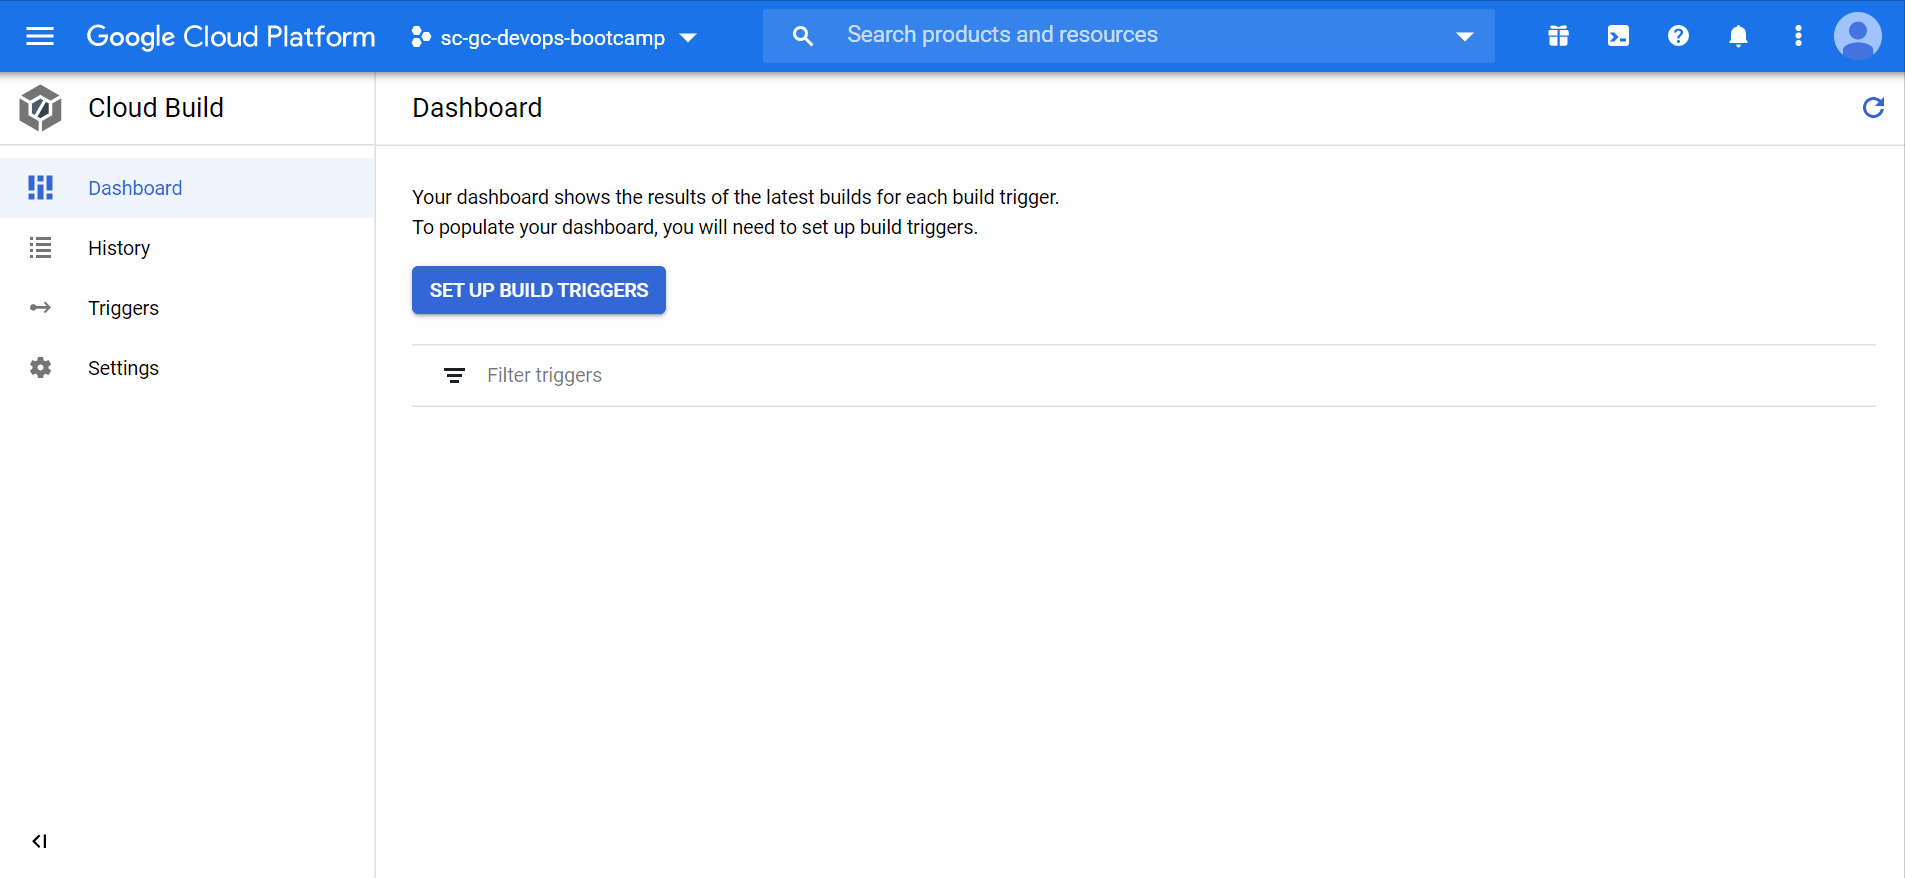 Google Cloud Platform
sc-gc-devops-bootcamp
Search products and resources
Cloud Build
Dashboard
Dashboard
History
Triggers
Settings
Your dashboard shows the results of the latest builds for each build trigger.
To populate your dashboard, you will need to set up build triggers.
SET UP BUILD TRIGGERS
Filter triggers